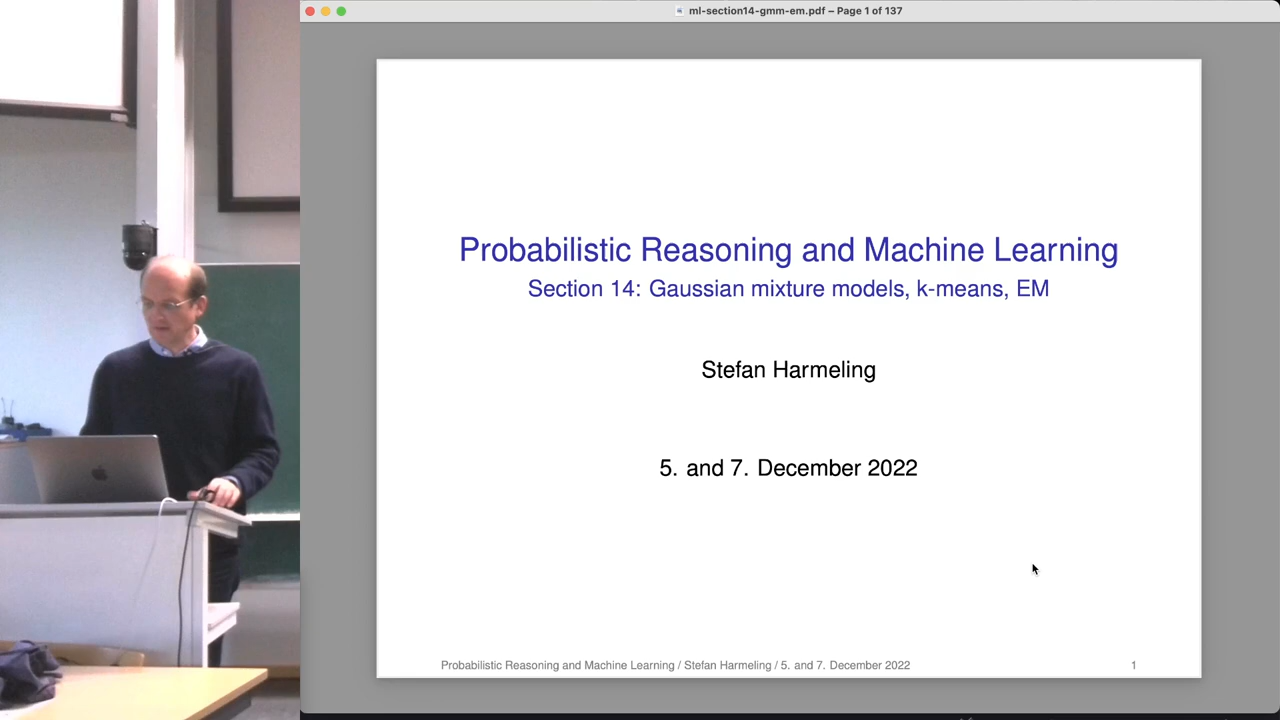 ml-section14-gmm-em.pdf – Page 1 of 137
Probabilistic Reasoning and Machine Learning
Section 14: Gaussian mixture models, k-means, EM
Stefan Harmeling
5. and 7. December 2022
Probabilistic Reasoning and Machine Learning / Stefan Harmeling / 5. and 7. December 2022 1